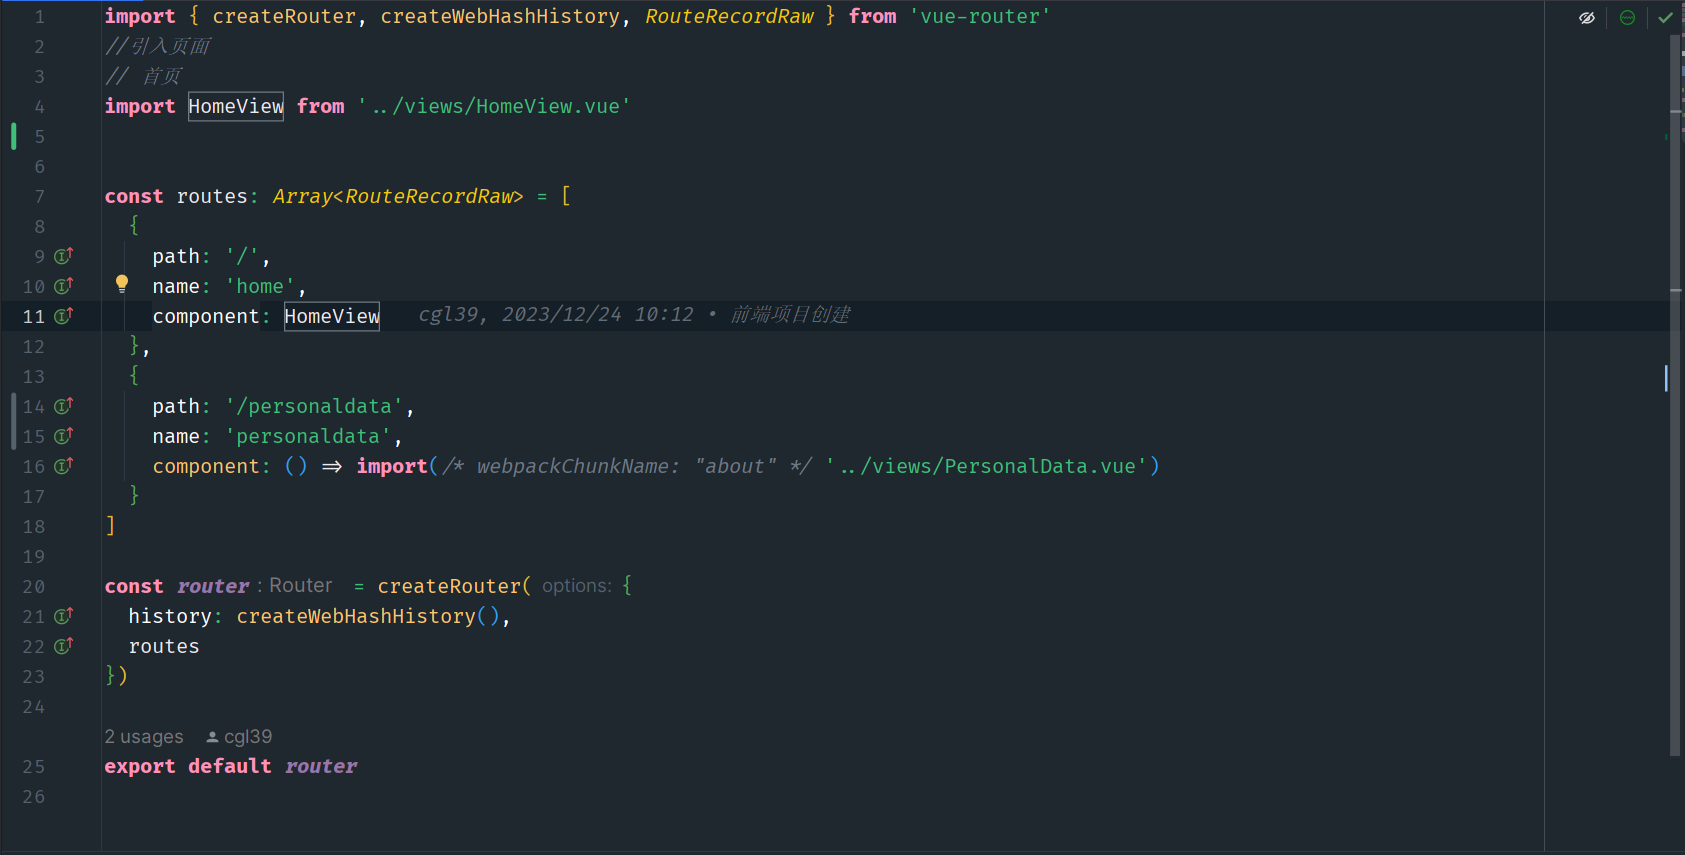 1 import { createRouter, createWebHashHistory, RouteRecordRaw } from 'vue-router'
2 //引入页面
3 // 首页
4 import HomeView from '../views/HomeView.vue'
5
6
7 const routes: Array<RouteRecordRaw> = [
8 {
9 path: '/',
10 name: 'home',
11 component: HomeView cgl39, 2023/12/24 10:12 • 前端项目创建
12 },
13 {
14 path: '/personaldata',
15 name: 'personaldata',
16 component: () => import(/* webpackChunkName: "about" */ '../views/PersonalData.vue')
17 }
18 ]
19
20 const router : Router = createRouter( options: {
21 history: createWebHashHistory(),
22 routes
23 })
24
2 usages cgl39
25 export default router
26